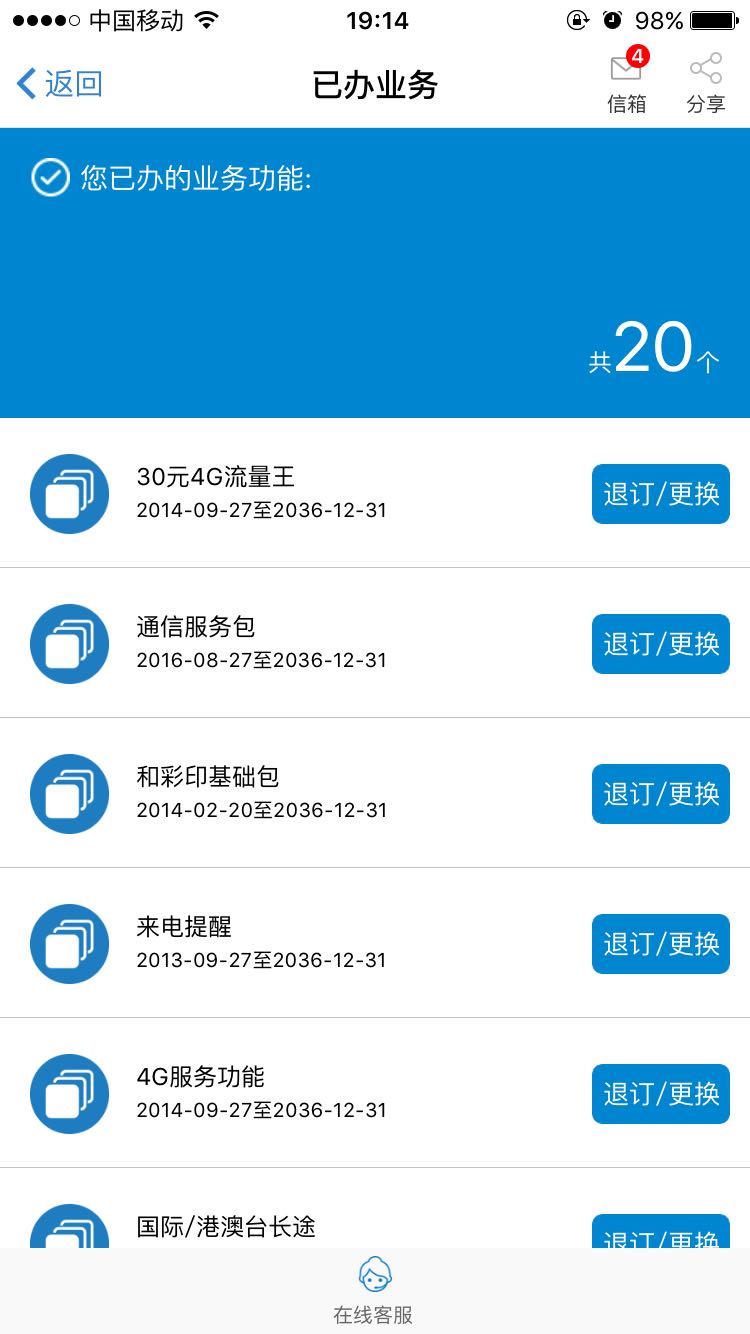 中国移动 19:14 98%
返回 已办业务 4
信箱 分享
您已办的业务功能:
共20个
30元4G流量王
2014-09-27至2036-12-31
退订/更换
通信服务包
2016-08-27至2036-12-31
退订/更换
和彩印基础包
2014-02-20至2036-12-31
退订/更换
来电提醒
2013-09-27至2036-12-31
退订/更换
4G服务功能
2014-09-27至2036-12-31
退订/更换
国际/港澳台长途
退订/更换
在线客服